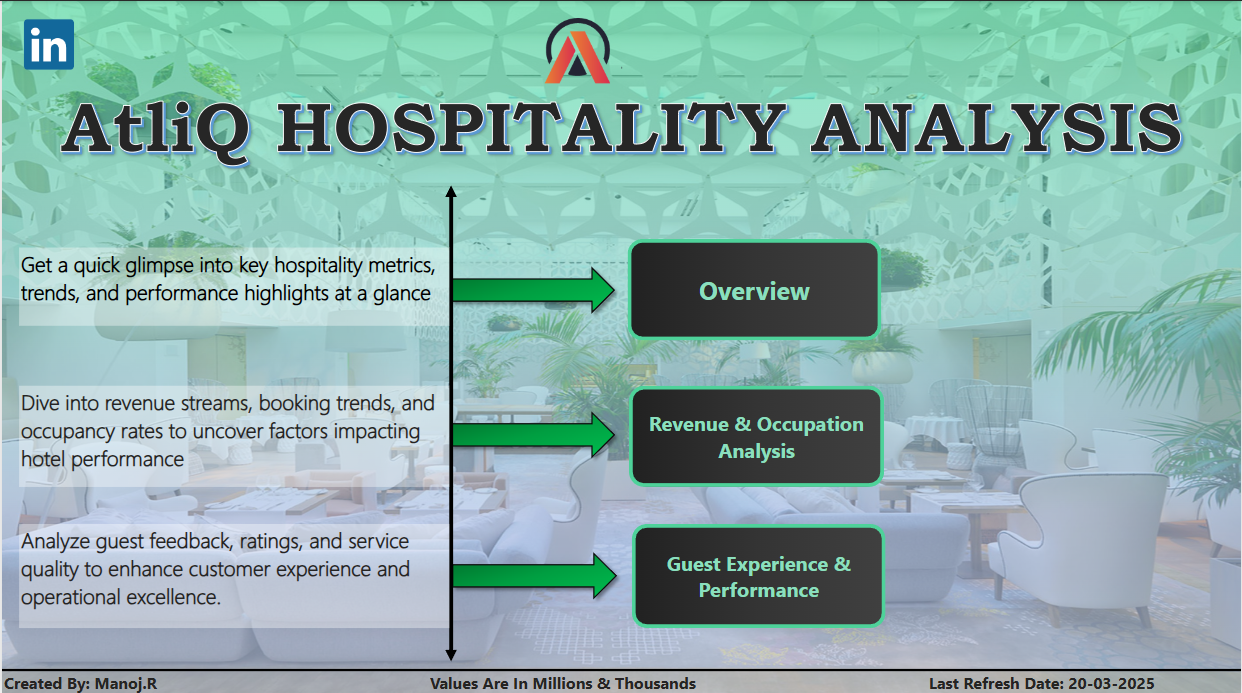 in
AtliQ HOSPITALITY ANALYSIS
Get a quick glimpse into key hospitality metrics,
trends, and performance highlights at a glance
Overview
Dive into revenue streams, booking trends, and
occupancy rates to uncover factors impacting
hotel performance
Revenue & Occupation
Analysis
Analyze guest feedback, ratings, and service
quality to enhance customer experience and
operational excellence.
Guest Experience &
Performance
Created By: Manoj.R
Values Are In Millions & Thousands
Last Refresh Date: 20-03-2025